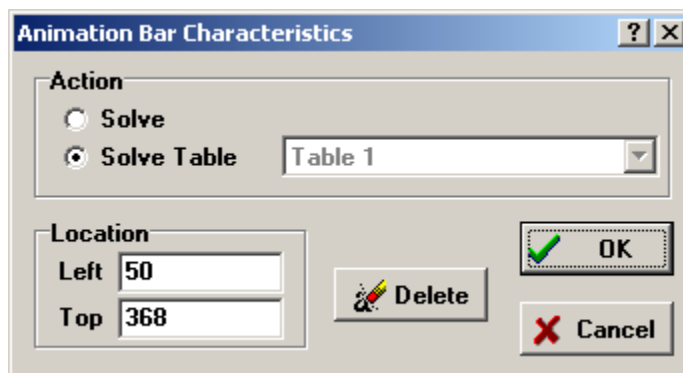 Animation Bar Characteristics
Action
Solve
Solve Table Table 1
Location
Left 50
Top 368
Delete
OK
Cancel